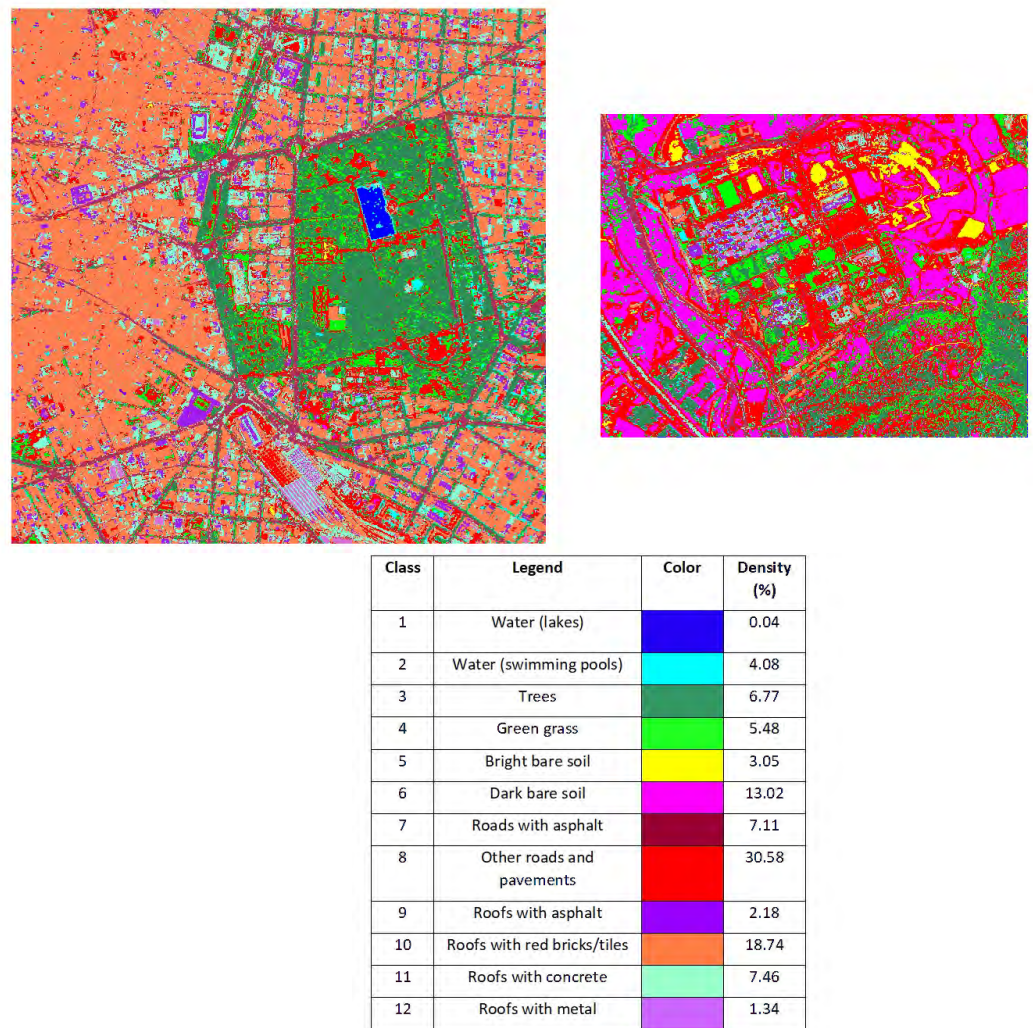 Class Legend Color Density
(%)
1 Water (lakes) 0.04
2 Water (swimming pools) 4.08
3 Trees 6.77
4 Green grass 5.48
5 Bright bare soil 3.05
6 Dark bare soil 13.02
7 Roads with asphalt 7.11
8 Other roads and 30.58
pavements
9 Roofs with asphalt 2.18
10 Roofs with red bricks/tiles 18.74
11 Roofs with concrete 7.46
12 Roofs with metal 1.34